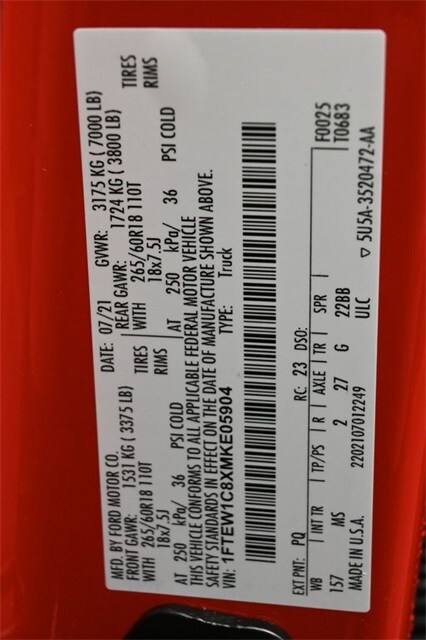 MFD. BY FORD MOTOR CO.
DATE: 07/21 GVWR: 3175 KG ( 7000 LB)
FRONT GAWR: 1531 KG ( 3375 LB) REAR GAWR: 1724 KG ( 3800 LB)
WITH 265/60R18 110T TIRES WITH 265/60R18 110T TIRES
18x7.5J RIMS 18x7.5J RIMS
AT 250 kPa/ 36 PSI COLD AT 250 kPa/ 36 PSI COLD
THIS VEHICLE CONFORMS TO ALL APPLICABLE FEDERAL MOTOR VEHICLE
SAFETY STANDARDS IN EFFECT ON THE DATE OF MANUFACTURE SHOWN ABOVE.
VIN: 1FTEW1C8XMKE05904 TYPE: Truck
EXT PNT: PQ RC: 23 DSO: F0025
WB INT TR TP/PS R AXLE TR SPR T0683
157 MS 2 27 G 22BB
MADE IN U.S.A. 2202107012249 ULC ▽ 5U5A-3520472-AA